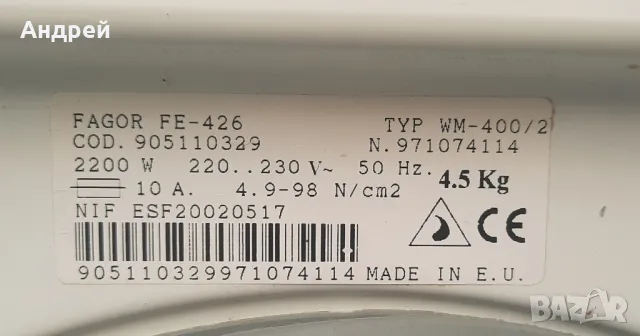 Андрей
FAGOR FE-426 TYP WM-400/2
COD. 905110329 N.971074114
2200 W 220..230 V~ 50 Hz.
10 A. 4.9-98 N/cm2 4.5 Kg
NIF ESF20020517
CE
905110329971074114 MADE IN E.U.
BAZAR